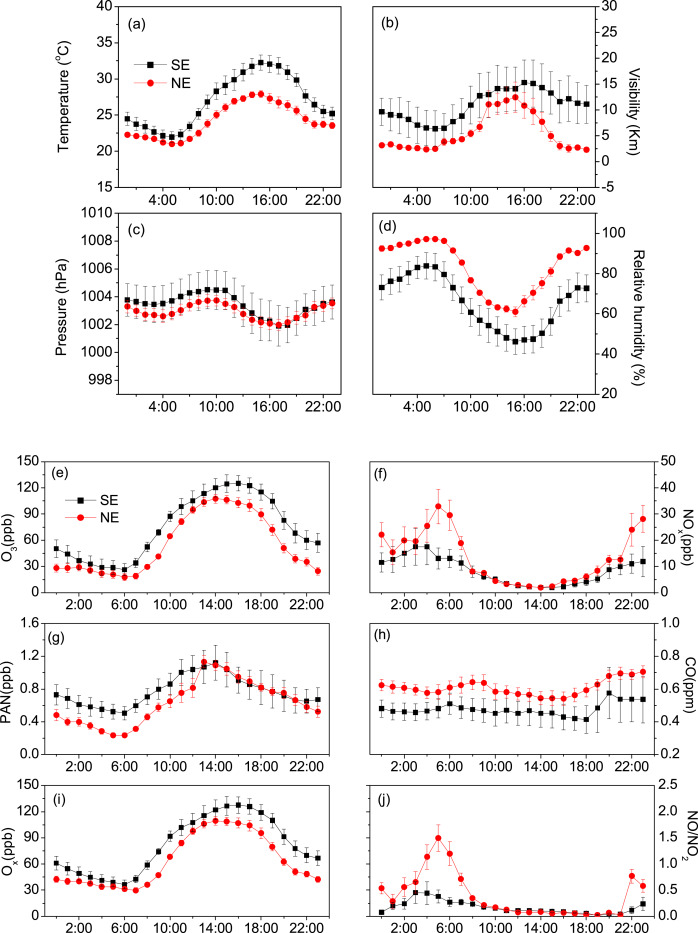 (a)
SE
NE
Temperature (°C)
40
35
30
25
20
15
4:00 10:00 16:00 22:00
(b)
Visibility (Km)
30
25
20
15
10
5
0
-5
4:00 10:00 16:00 22:00
(c)
Pressure (hPa)
1010
1008
1006
1004
1002
1000
998
4:00 10:00 16:00 22:00
(d)
Relative humidity (%)
100
80
60
40
20
4:00 10:00 16:00 22:00
(e)
SE
NE
O3(ppb)
150
120
90
60
30
0
2:00 6:00 10:00 14:00 18:00 22:00
(f)
NOx(ppb)
50
40
30
20
10
0
2:00 6:00 10:00 14:00 18:00 22:00
(g)
PAN(ppb)
1.6
1.2
0.8
0.4
0.0
2:00 6:00 10:00 14:00 18:00 22:00
(h)
CO(ppm)
1.0
0.8
0.6
0.4
0.2
2:00 6:00 10:00 14:00 18:00 22:00
(i)
Ox(ppb)
150
120
90
60
30
0
2:00 6:00 10:00 14:00 18:00 22:00
(j)
NO/NO2
2.5
2.0
1.5
1.0
0.5
0.0
2:00 6:00 10:00 14:00 18:00 22:00